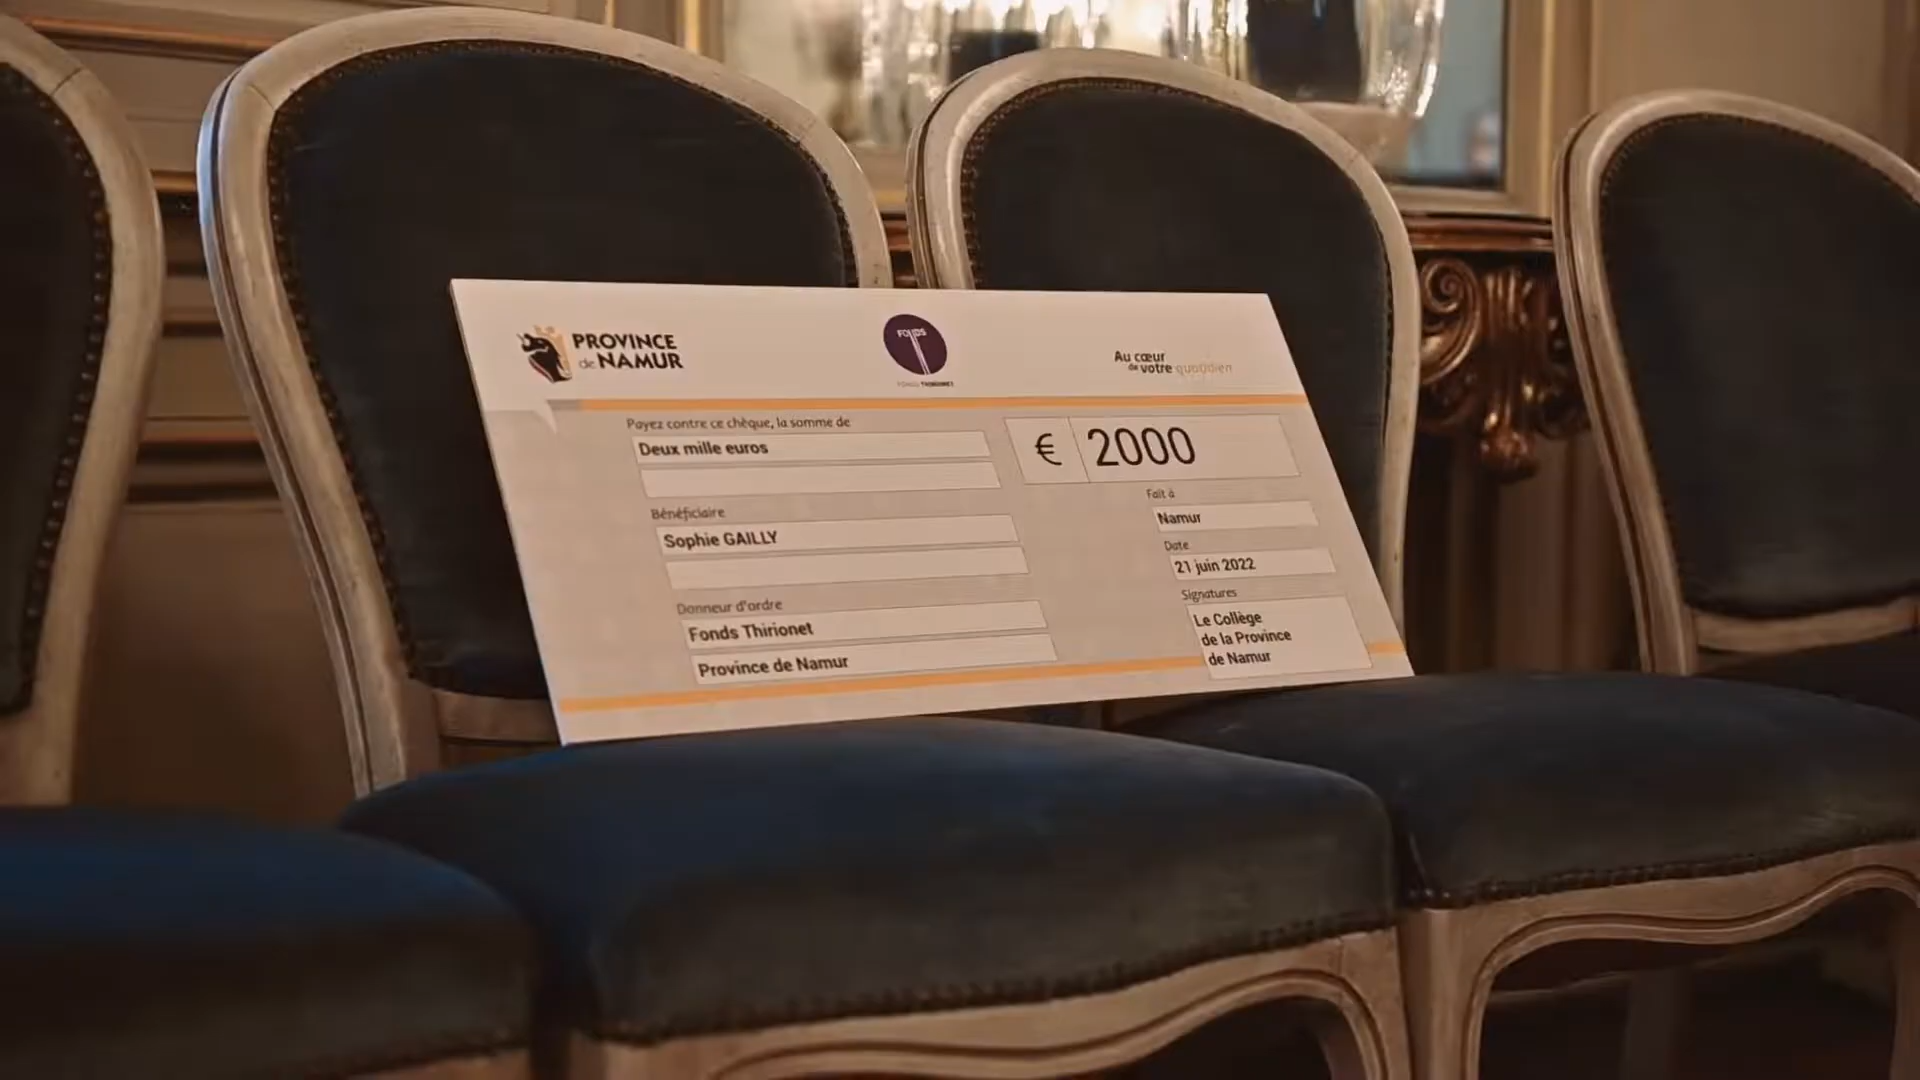 PROVINCE
de NAMUR
FONDS
FONDS THIRIONET
Au cœur
de votre quotidien
Payez contre ce chèque, la somme de
Deux mille euros
€ 2000
Bénéficiaire
Sophie GAILLY
Donneur d'ordre
Fonds Thirionet
Province de Namur
Fait à
Namur
Date
21 juin 2022
Signatures
Le Collège
de la Province
de Namur